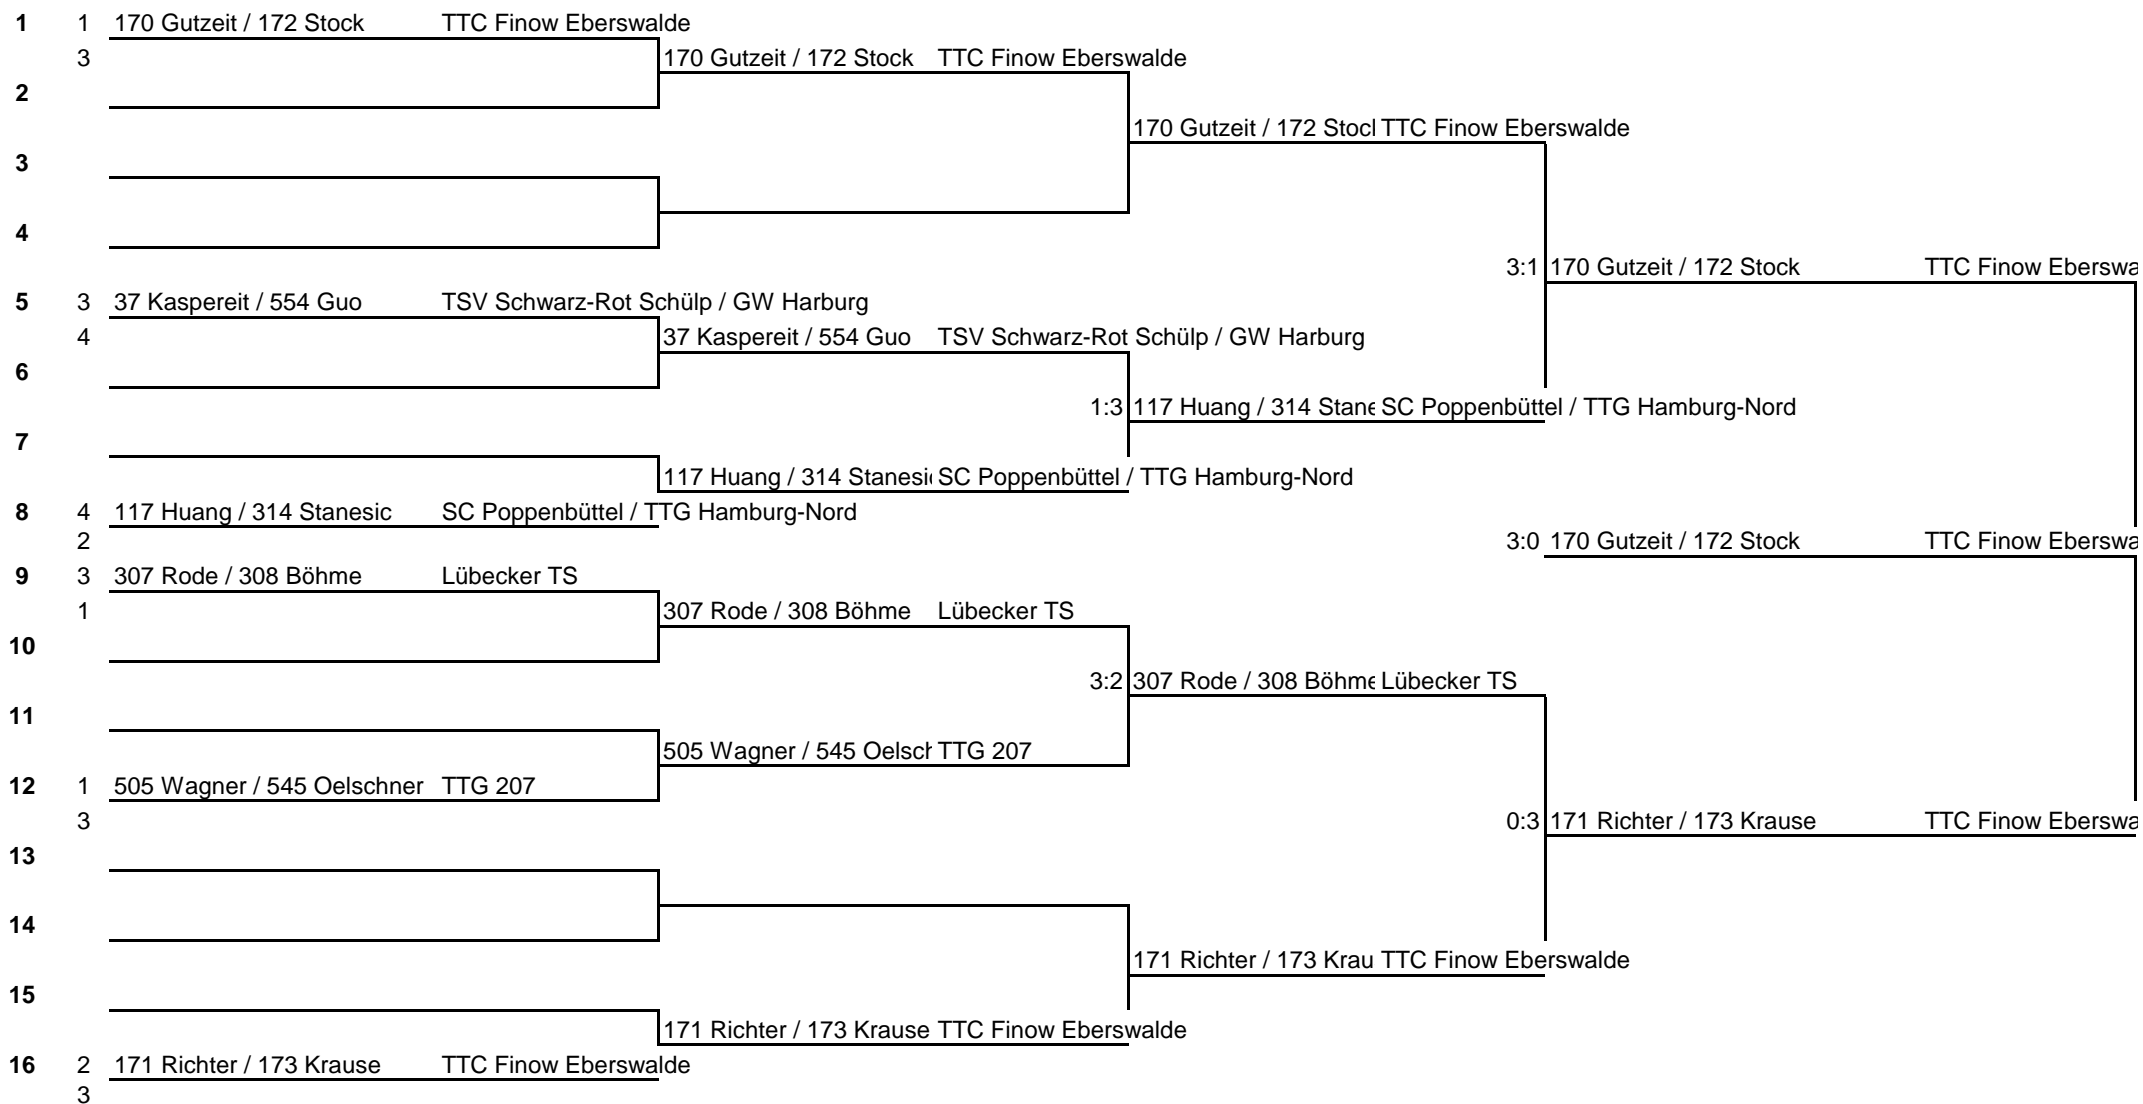 1 1 170 Gutzeit / 172 Stock TTC Finow Eberswalde
3 170 Gutzeit / 172 Stock TTC Finow Eberswalde
2
170 Gutzeit / 172 Stocl TTC Finow Eberswalde
3
4
3:1 170 Gutzeit / 172 Stock TTC Finow Eberswa
5 3 37 Kaspereit / 554 Guo TSV Schwarz-Rot Schülp / GW Harburg
4 37 Kaspereit / 554 Guo TSV Schwarz-Rot Schülp / GW Harburg
6
1:3 117 Huang / 314 Stane SC Poppenbüttel / TTG Hamburg-Nord
7
117 Huang / 314 Stanesi SC Poppenbüttel / TTG Hamburg-Nord
8 4 117 Huang / 314 Stanesic SC Poppenbüttel / TTG Hamburg-Nord
2 3:0 170 Gutzeit / 172 Stock TTC Finow Eberswa
9 3 307 Rode / 308 Böhme Lübecker TS
1 307 Rode / 308 Böhme Lübecker TS
10
3:2 307 Rode / 308 Böhme Lübecker TS
11
505 Wagner / 545 Oelsch TTG 207
12 1 505 Wagner / 545 Oelschner TTG 207
3 0:3 171 Richter / 173 Krause TTC Finow Eberswa
13
14
171 Richter / 173 Krau TTC Finow Eberswalde
15
171 Richter / 173 Krause TTC Finow Eberswalde
16 2 171 Richter / 173 Krause TTC Finow Eberswalde
3